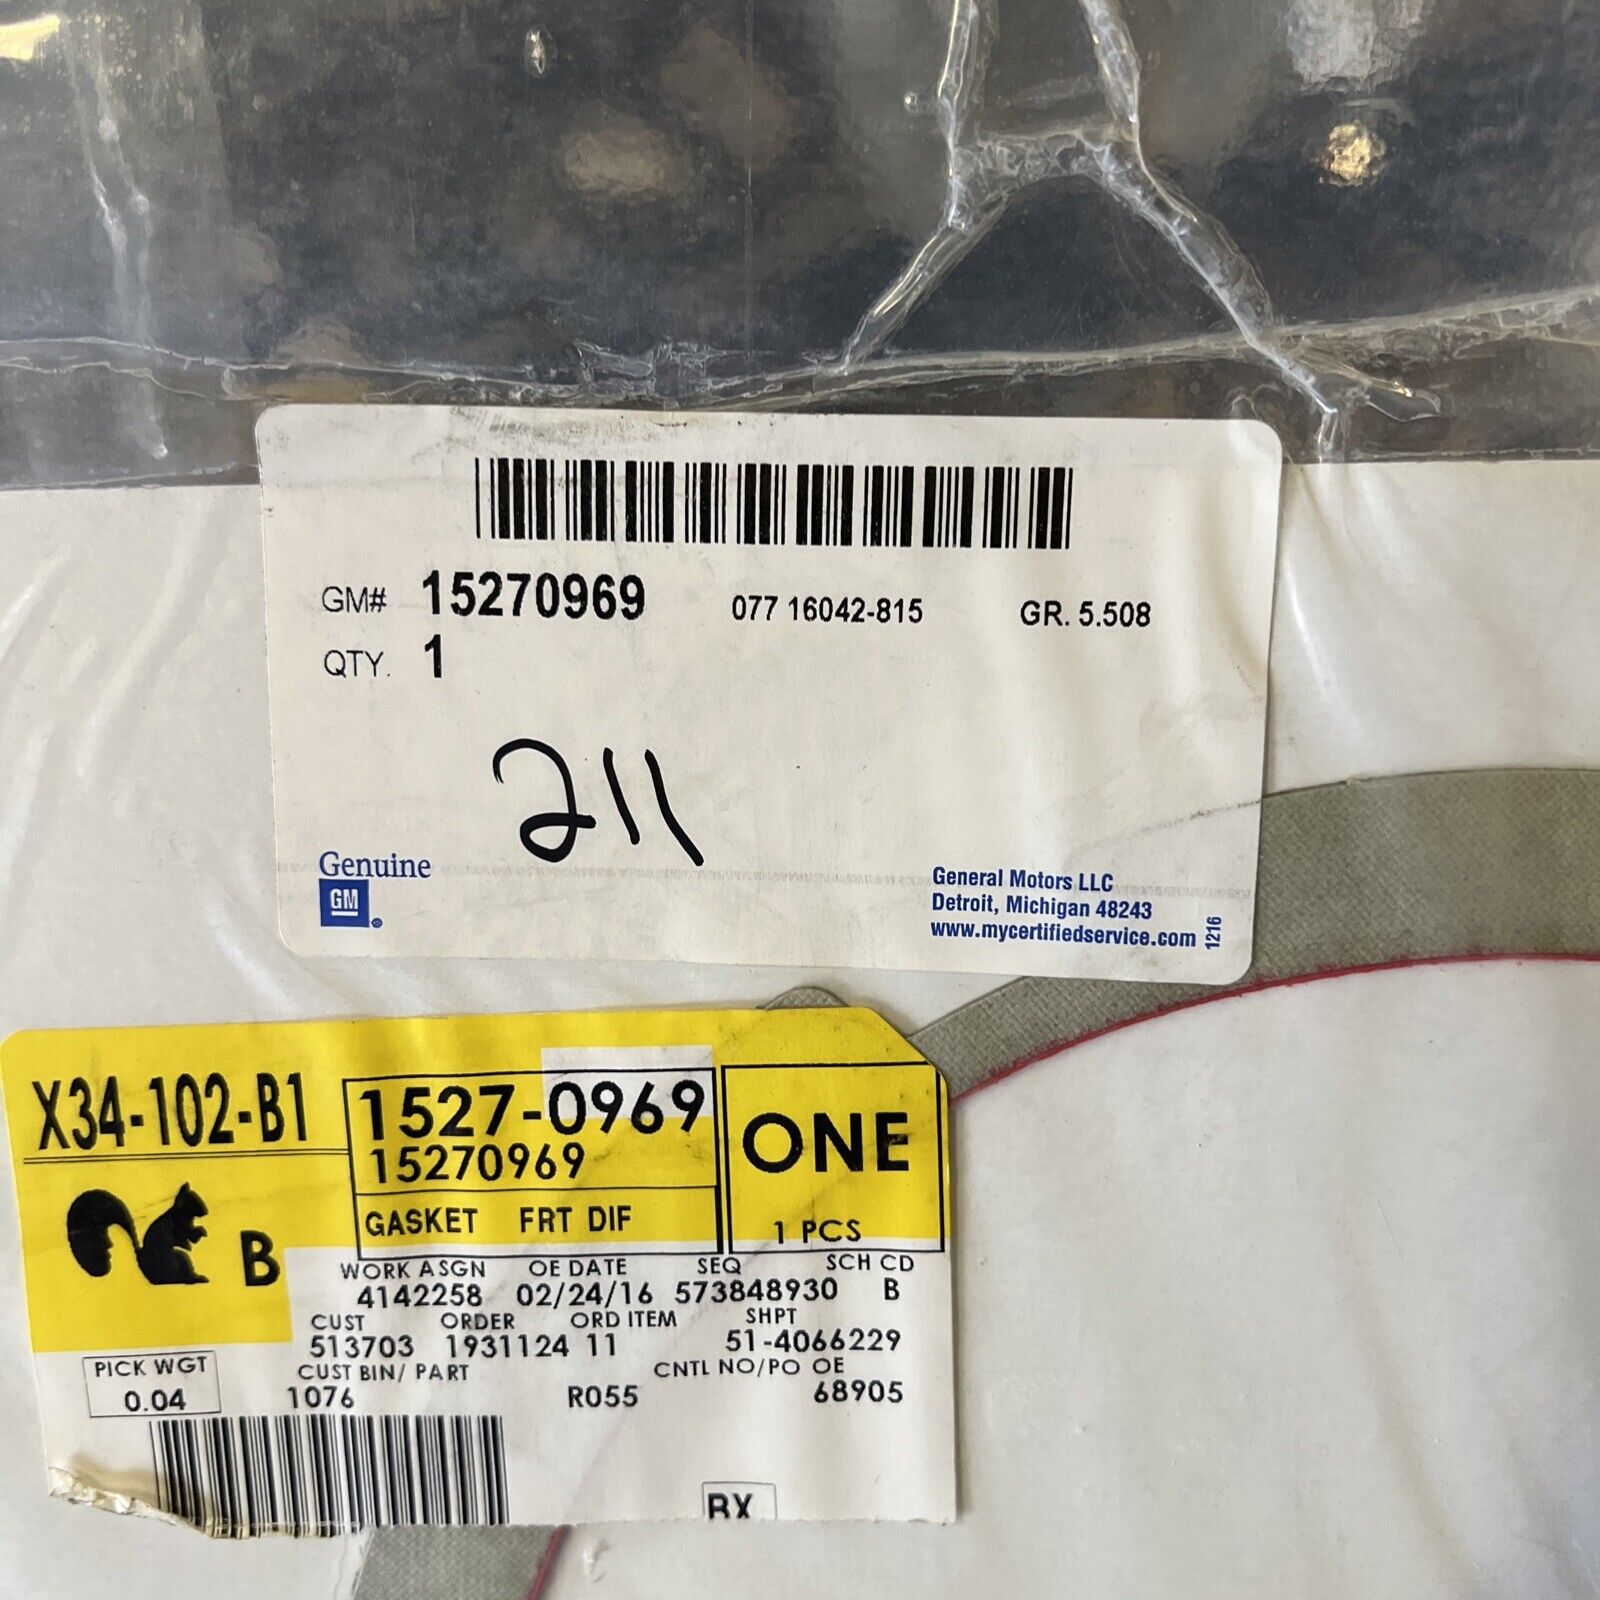 GM# 15270969 077 16042-815 GR. 5.508
QTY. 1
211
Genuine
GM
General Motors LLC
Detroit, Michigan 48243
www.mycertifiedservice.com
1216
X34-102-B1
B
1527-0969
15270969
GASKET FRT DIF
ONE
1 PCS
WORK ASGN OE DATE SEQ SCH CD
4142258 02/24/16 573848930 B
CUST ORDER ORD ITEM SHPT
513703 1931124 11 51-4066229
PICK WGT CUST BIN/ PART CNTL NO/PO OE
0.04 1076 R055 68905
BX